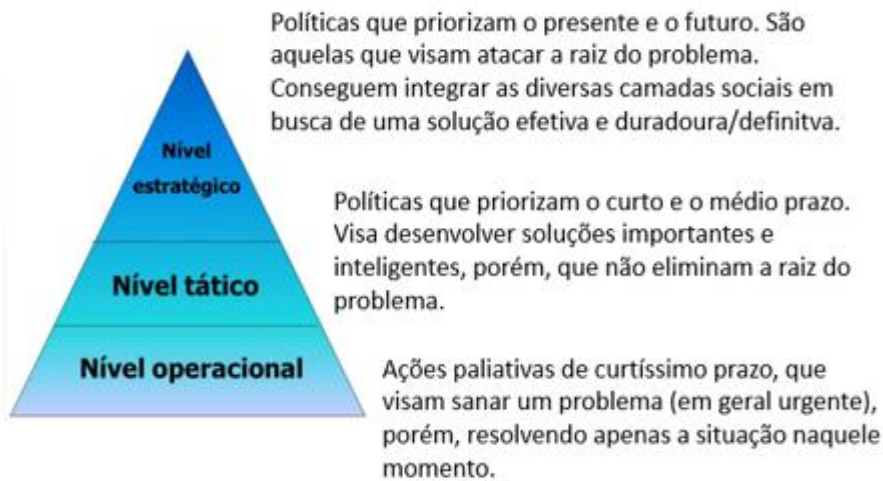 Políticas que priorizam o presente e o futuro. São
aquelas que visam atacar a raiz do problema.
Conseguem integrar as diversas camadas sociais em
busca de uma solução efetiva e duradoura/definitva.
Nível
estratégico
Políticas que priorizam o curto e o médio prazo.
Visa desenvolver soluções importantes e
inteligentes, porém, que não eliminam a raiz do
problema.
Nível tático
Nível operacional
Ações paliativas de curtíssimo prazo, que
visam sanar um problema (em geral urgente),
porém, resolvendo apenas a situação naquele
momento.